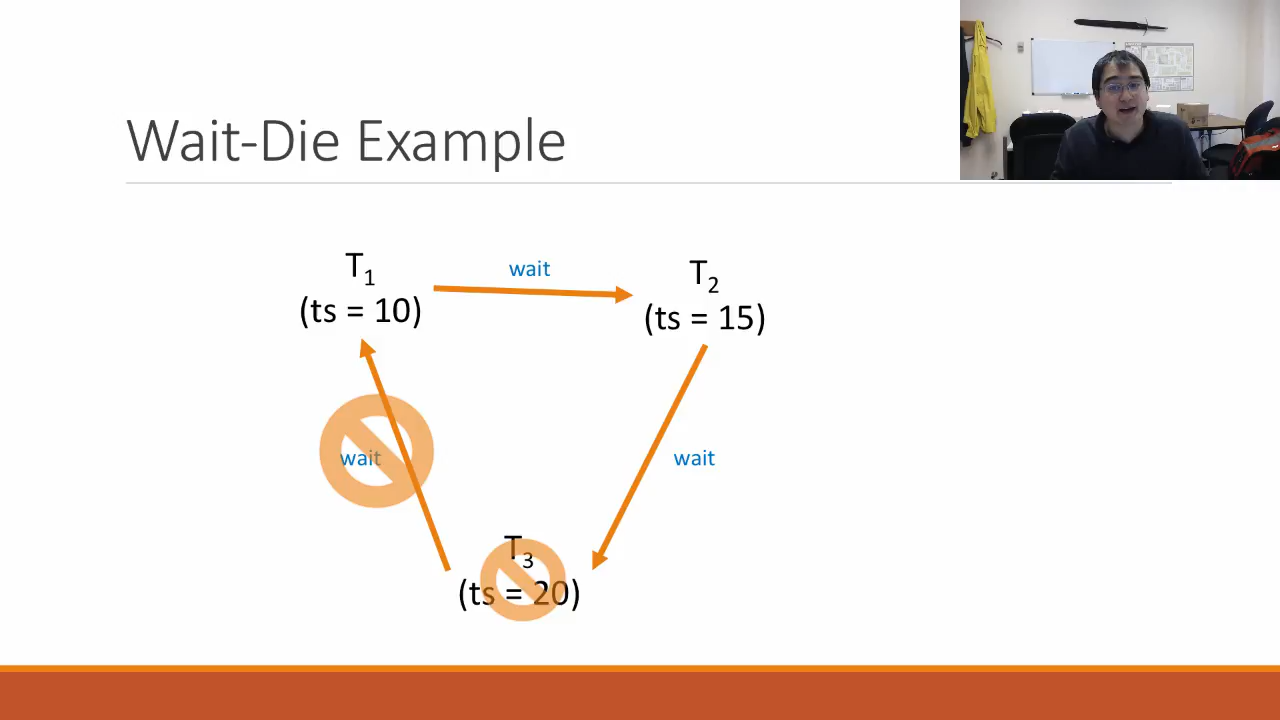 Wait-Die Example
T₁
(ts = 10)
wait
T₂
(ts = 15)
wait
wait
T₃
(ts = 20)